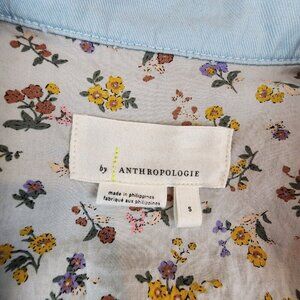 by ANTHROPOLOGIE
made in philippines
fabriqué aux philippines
S